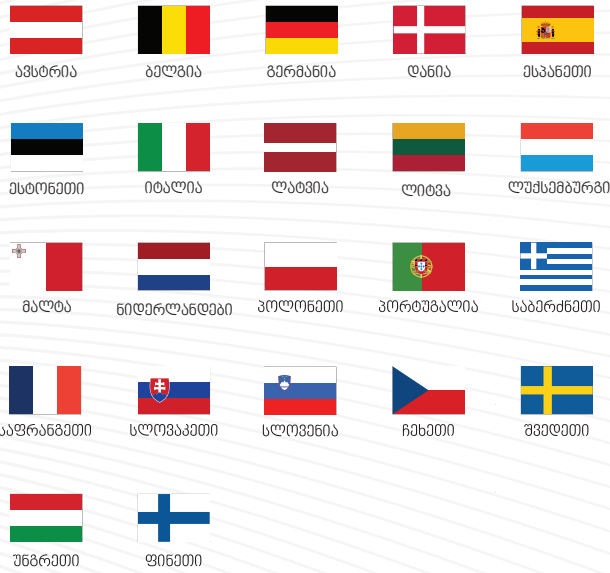 ავსტრია ბელგია გერმანია დანია ესპანეთი
ესტონეთი იტალია ლატვია ლიტვა ლუქსემბურგი
მალტა ნიდერლანდები პოლონეთი პორტუგალია საბერძნეთი
საფრანგეთი სლოვაკეთი სლოვენია ჩეხეთი შვედეთი
უნგრეთი ფინეთი